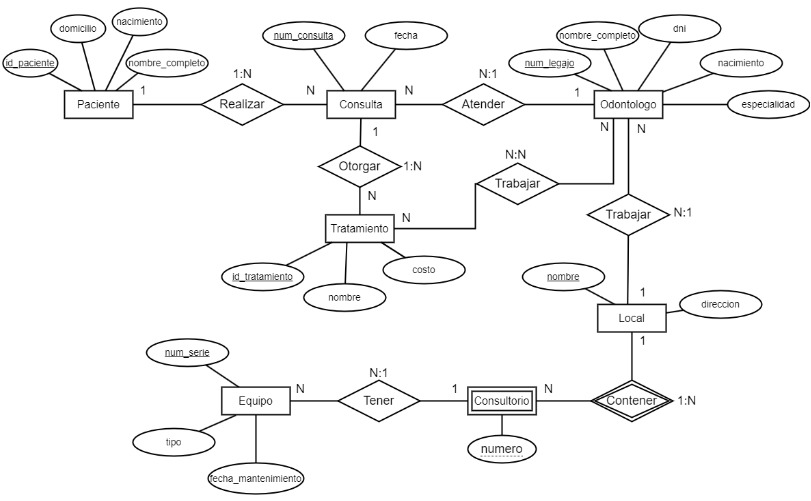 nacimiento
domicilio
id_paciente
nombre_completo
num_consulta
fecha
nombre_completo
dni
num_legajo
nacimiento
especialidad
Paciente
1
1:N
Realizar
N
Consulta
N
N:1
Atender
1
Odontologo
N
N
1
Otorgar
1:N
N
N:N
Trabajar
N
Tratamiento
Trabajar
N:1
id_tratamiento
nombre
costo
nombre
direccion
1
Local
1
num_serie
Equipo
N
N:1
Tener
1
Consultorio
N
Contener
1:N
tipo
fecha_mantenimiento
numero